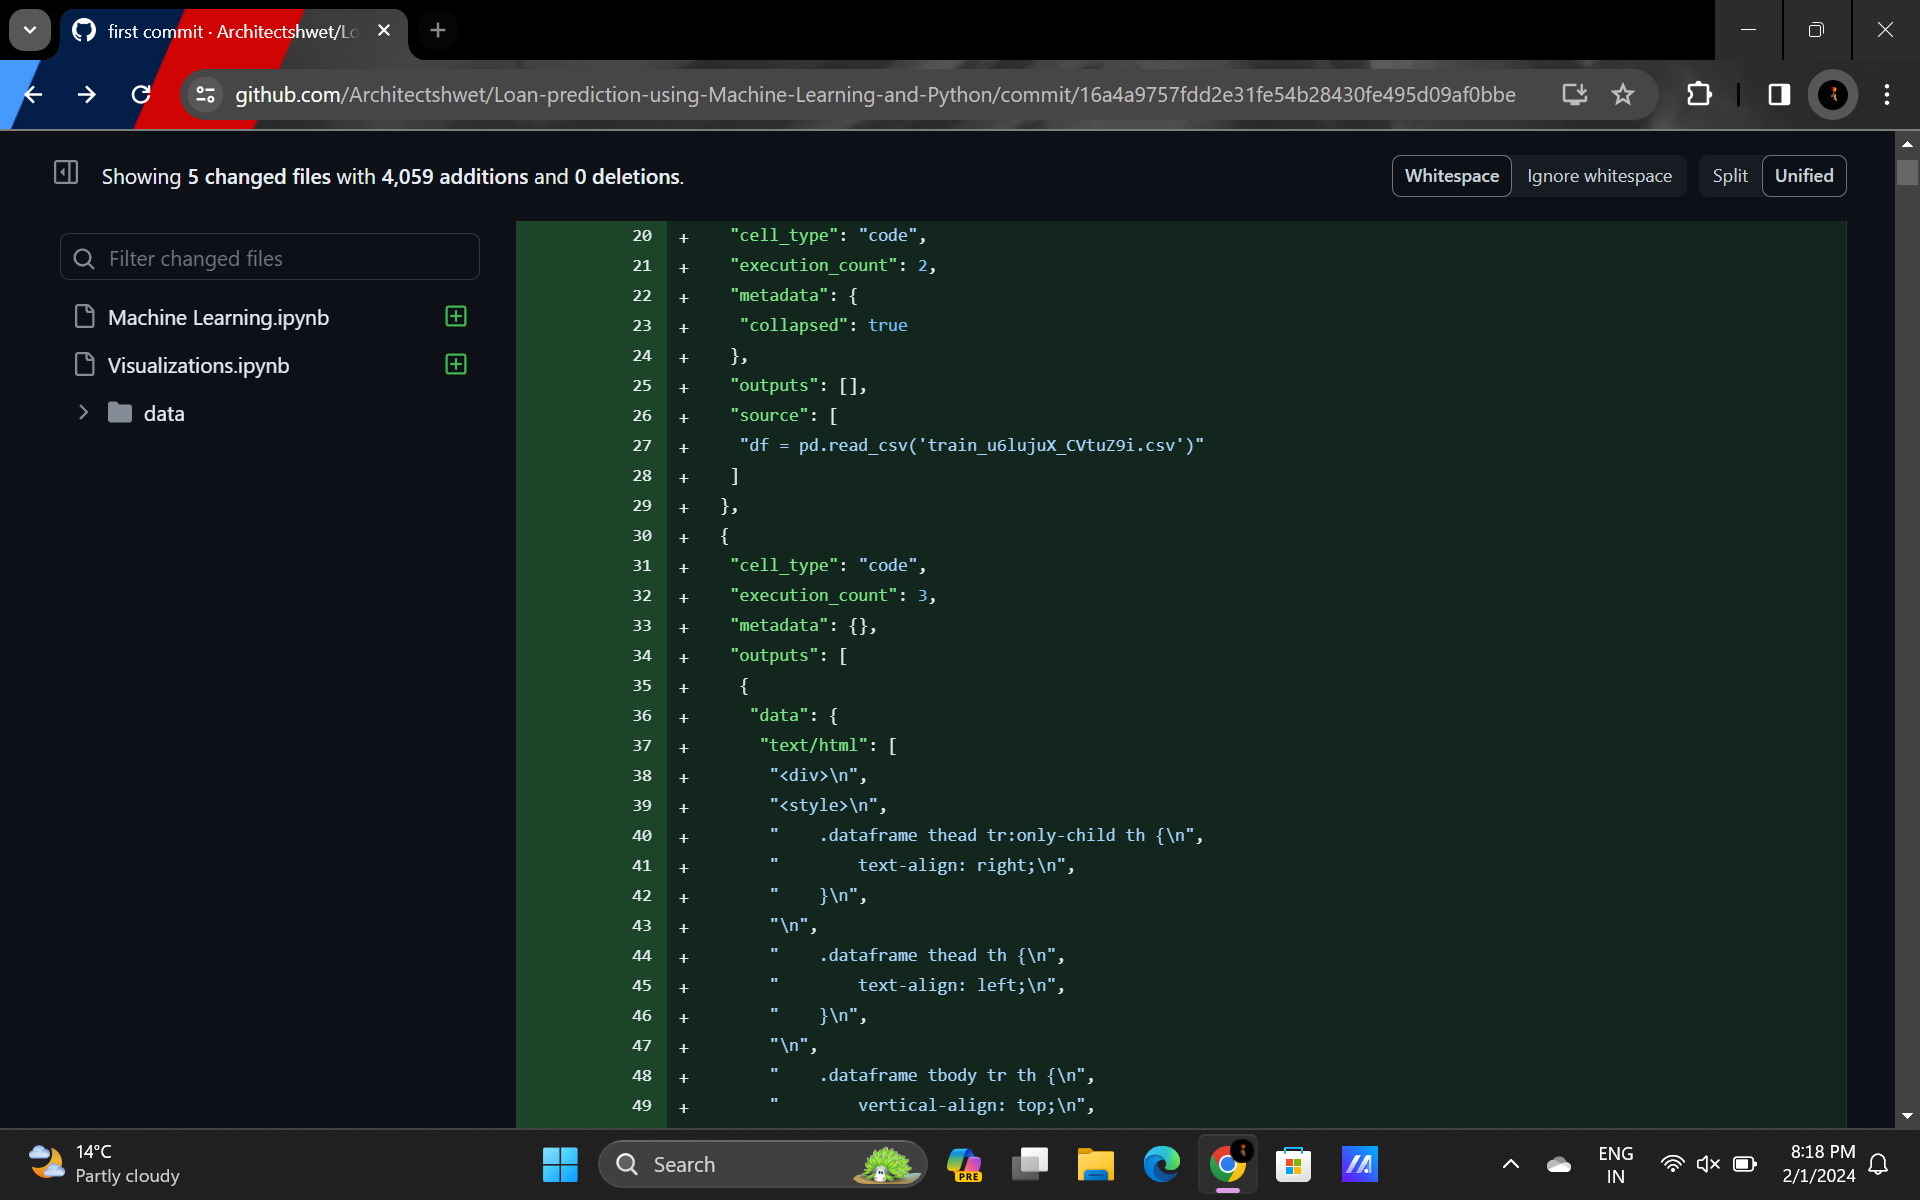 first commit · Architectshwet/Lo
github.com/Architectshwet/Loan-prediction-using-Machine-Learning-and-Python/commit/16a4a9757fdd2e31fe54b28430fe495d09af0bbe
Showing 5 changed files with 4,059 additions and 0 deletions.
Whitespace Ignore whitespace Split Unified
Filter changed files
Machine Learning.ipynb
Visualizations.ipynb
data
20 + "cell_type": "code",
21 + "execution_count": 2,
22 + "metadata": {
23 + "collapsed": true
24 + },
25 + "outputs": [],
26 + "source": [
27 + "df = pd.read_csv('train_u6lujuX_CVtuZ9i.csv')"
28 + ]
29 + },
30 + {
31 + "cell_type": "code",
32 + "execution_count": 3,
33 + "metadata": {},
34 + "outputs": [
35 + {
36 + "data": {
37 + "text/html": [
38 + "<div>\n",
39 + "<style>\n",
40 + "    .dataframe thead tr:only-child th {\n",
41 + "        text-align: right;\n",
42 + "    }\n",
43 + "\n",
44 + "    .dataframe thead th {\n",
45 + "        text-align: left;\n",
46 + "    }\n",
47 + "\n",
48 + "    .dataframe tbody tr th {\n",
49 + "        vertical-align: top;\n",
14°C
Partly cloudy
Search
PRE
ENG
IN
8:18 PM
2/1/2024